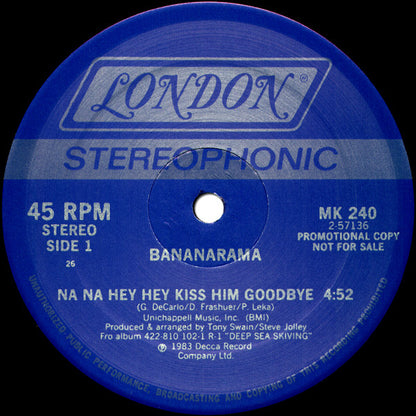 LONDON
STEREOPHONIC
45 RPM
STEREO
SIDE 1
26
MK 240
2-57136
PROMOTIONAL COPY
NOT FOR SALE
BANANARAMA
NA NA HEY HEY KISS HIM GOODBYE 4:52
(G. DeCarlo/D. Frashuer/P. Leka)
Unichappell Music, Inc. (BMI)
Produced & arranged by Tony Swain/Steve Jolley
Fro album 422-810 102-1 R-1 "DEEP SEA SKIVING"
℗ 1983 Decca Record
Company Ltd.
UNAUTHORIZED PUBLIC PERFORMANCE, BROADCASTING AND COPYING OF THIS RECORDING PROHIBITED